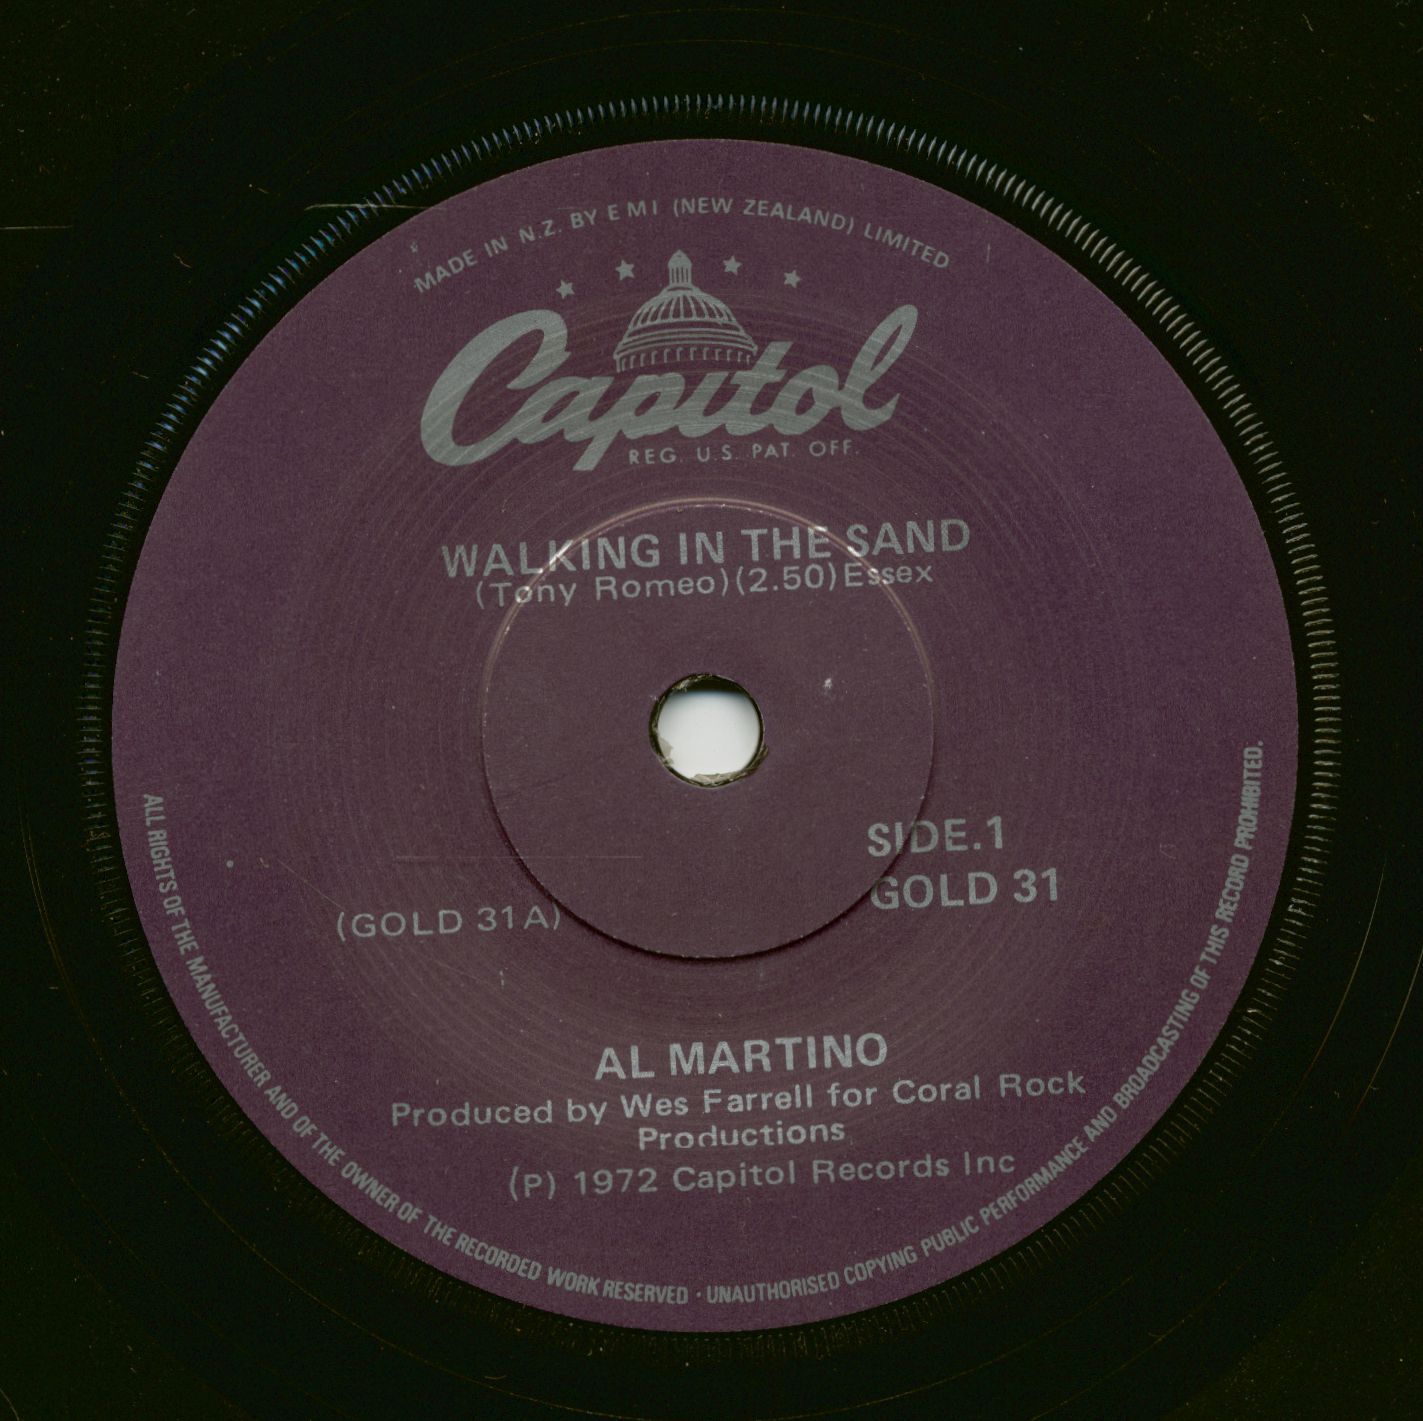 MADE IN N.Z. BY EMI (NEW ZEALAND) LIMITED
Capitol
REG. U.S. PAT. OFF.
WALKING IN THE SAND
(Tony Romeo)(2.50)Essex
SIDE.1
GOLD 31
(GOLD 31A)
AL MARTINO
Produced by Wes Farrell for Coral Rock
Productions
(P) 1972 Capitol Records Inc
ALL RIGHTS OF THE MANUFACTURER AND OF THE OWNER OF THE RECORDED WORK RESERVED · UNAUTHORISED COPYING PUBLIC PERFORMANCE AND BROADCASTING OF THIS RECORD PROHIBITED.